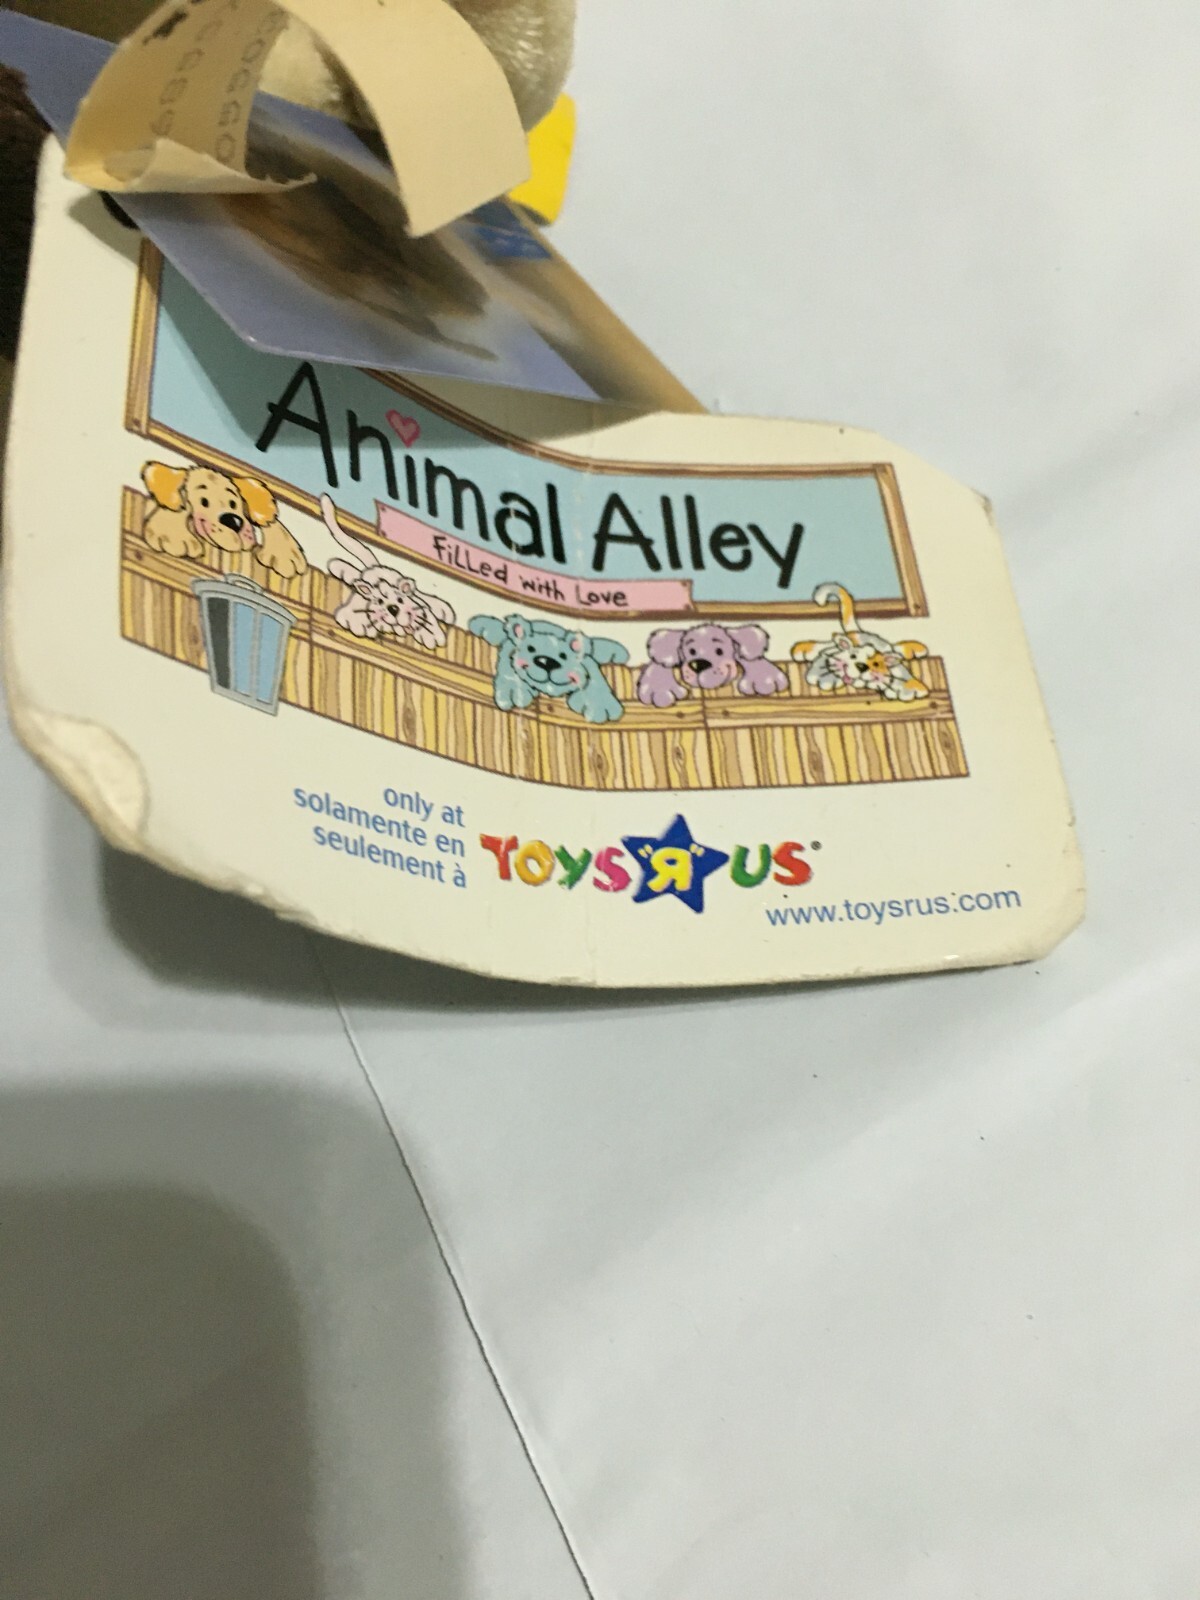 Animal Alley
Filled with Love
only at
solamente en
seulement à
TOYS "R" US®
www.toysrus.com